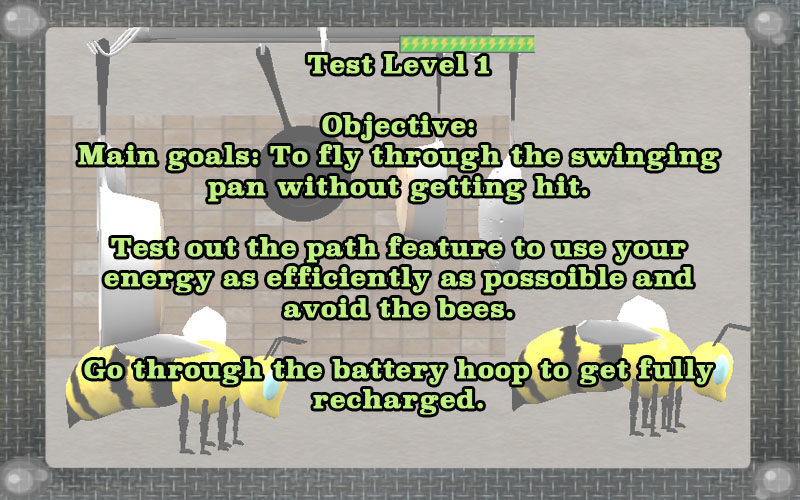 Test Level 1
Objective:
Main goals: To fly through the swinging
pan without getting hit.
Test out the path feature to use your
energy as efficiently as possoible and
avoid the bees.
Go through the battery hoop to get fully
recharged.